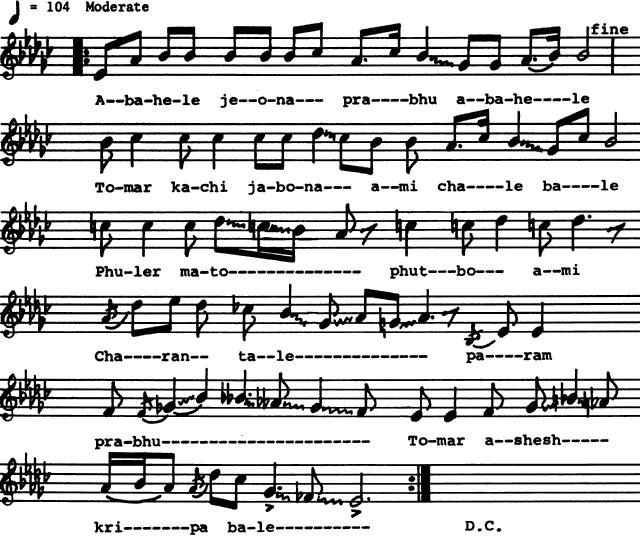 ♩ = 104 Moderate
fine
A--ba-he-le je--o-na--- pra----bhu a--ba-he----le
To-mar ka-chi ja-bo-na--- a--mi cha----le ba----le
Phu-ler ma-to-------------- phut---bo--- a--mi
Cha----ran-- ta--le--------------- pa----ram
pra-bhu----------------------- To-mar a--shesh-----
kri-------pa ba-le----------- D.C.